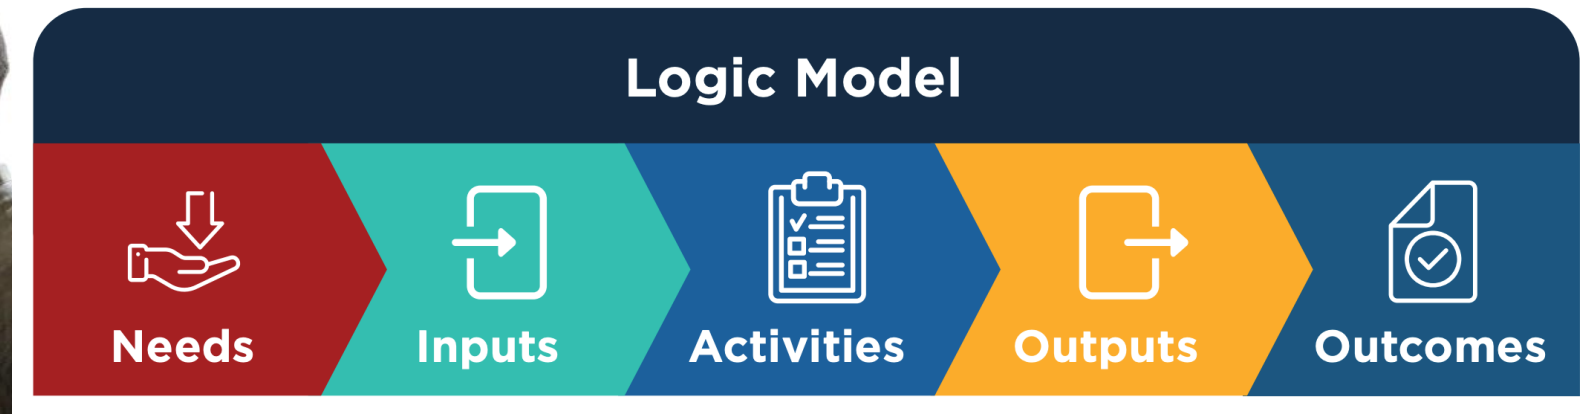 Logic Model
Needs
Inputs
Activities
Outputs
Outcomes